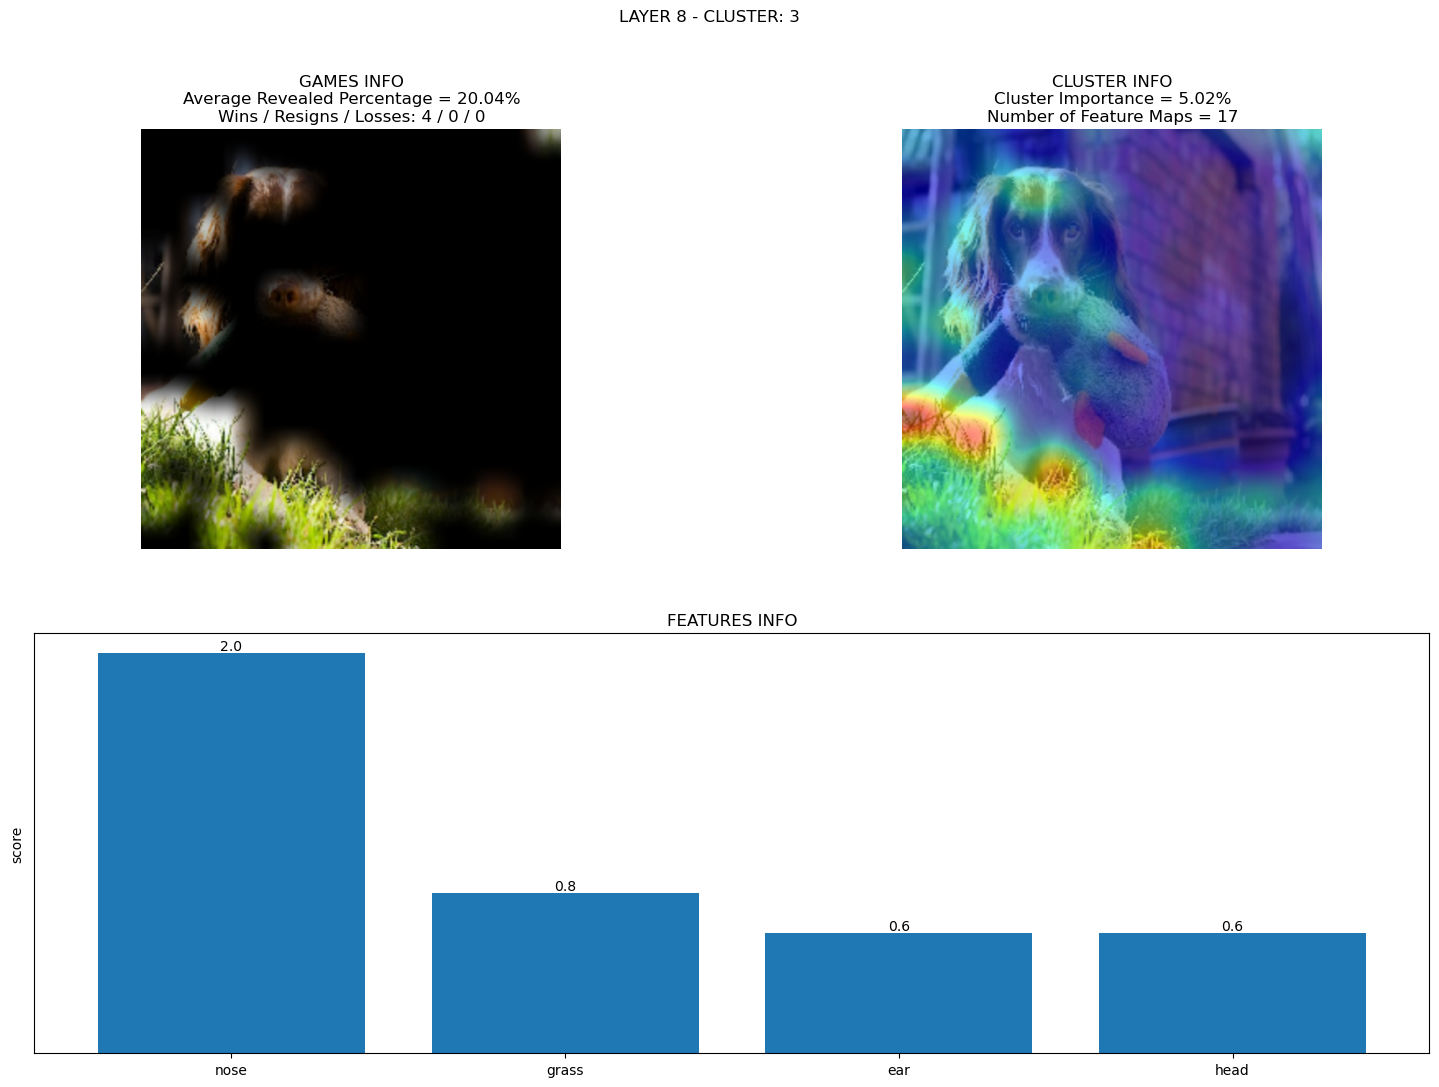 LAYER 8 - CLUSTER: 3
GAMES INFO
Average Revealed Percentage = 20.04%
Wins / Resigns / Losses: 4 / 0 / 0
CLUSTER INFO
Cluster Importance = 5.02%
Number of Feature Maps = 17
FEATURES INFO
score
2.0
0.8
0.6
0.6
nose
grass
ear
head